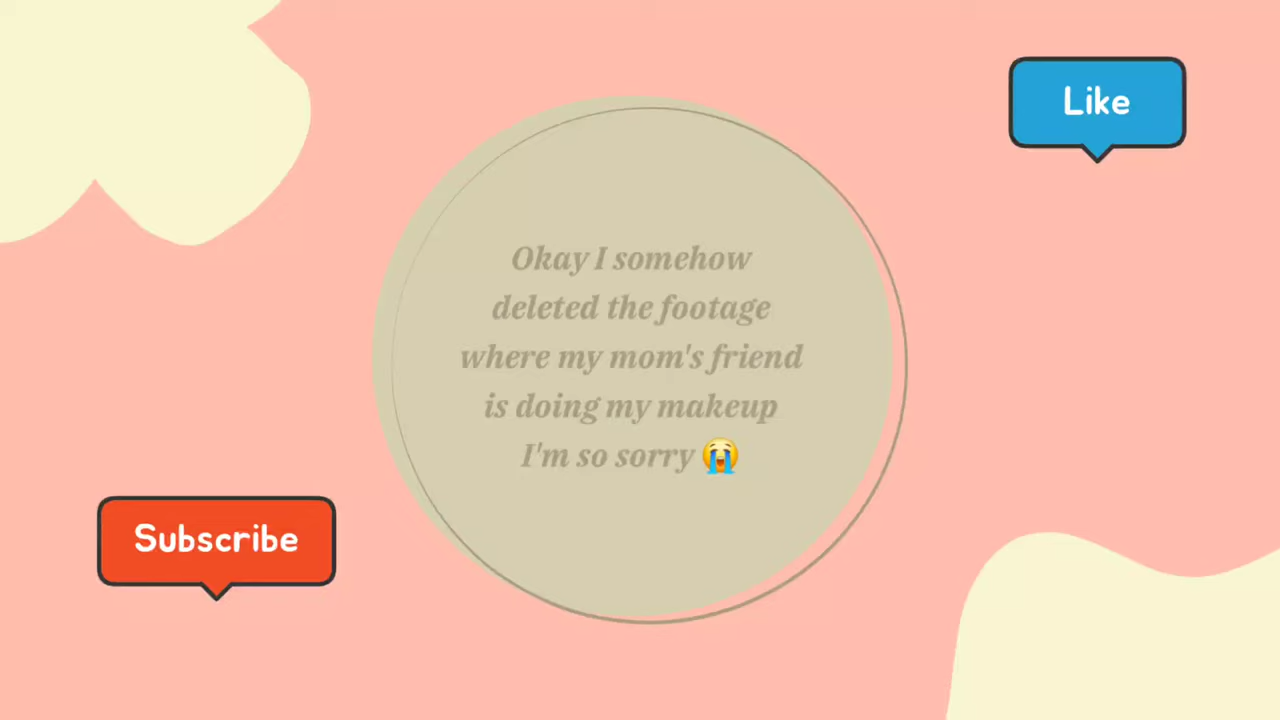 Like
Okay I somehow
deleted the footage
where my mom's friend
is doing my makeup
I'm so sorry 😭
Subscribe